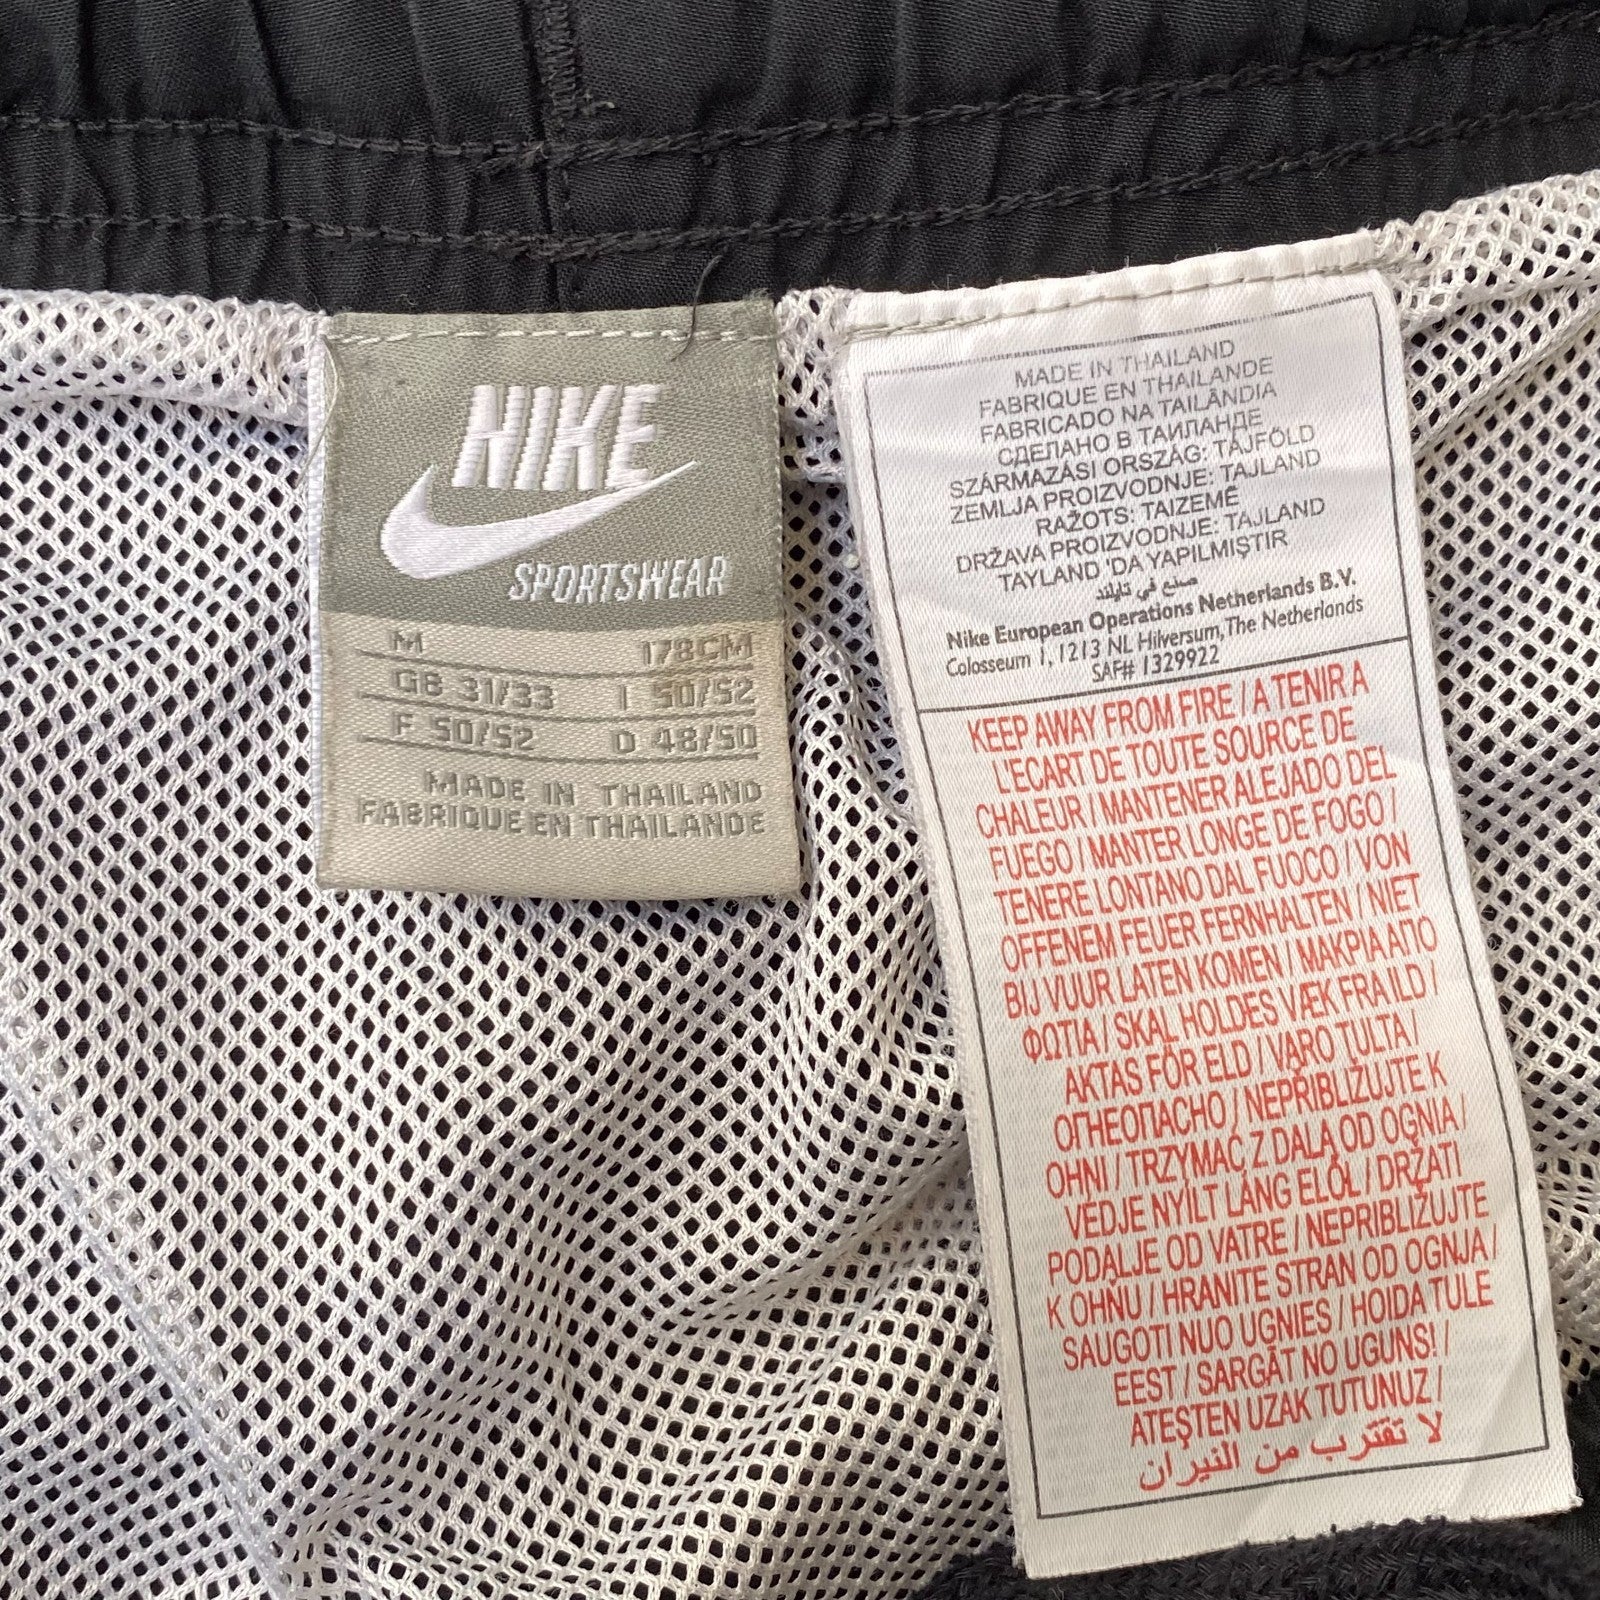 NIKE
SPORTSWEAR
M 178CM
GB 31/33 I 50/52
F 50/52 D 48/50
MADE IN THAILAND
FABRIQUE EN THAILANDE
MADE IN THAILAND
FABRIQUE EN THAILANDE
FABRICADO NA TAILÂNDIA
СДЕЛАНО В ТАИЛАНДЕ
SZÁRMAZÁSI ORSZÁG: TÁJFÖLD
ZEMLJA PROIZVODNJE: TAJLAND
RAŽOTS: TAIZEMĒ
DRŽAVA PROIZVODNJE: TAJLAND
TAYLAND 'DA YAPILMIŞTIR
صنع في تايلند
Nike European Operations Netherlands B.V.
Colosseum 1, 1213 NL Hilversum, The Netherlands
SAF# 1329922
KEEP AWAY FROM FIRE / A TENIR A
L'ECART DE TOUTE SOURCE DE
CHALEUR / MANTENER ALEJADO DEL
FUEGO / MANTER LONGE DE FOGO /
TENERE LONTANO DAL FUOCO / VON
OFFENEM FEUER FERNHALTEN / NIET
BIJ VUUR LATEN KOMEN / ΜΑΚΡΙΑ ΑΠΟ
ΦΩΤΙΑ / SKAL HOLDES VÆK FRA ILD /
AKTAS FÖR ELD / VARO TULTA /
ОГНЕОПАСНО / NEPŘIBLIŽUJTE K
OHNI / TRZYMAĆ Z DALA OD OGNIA /
VEDJE NYÍLT LÁNG ELŐL / DRŽATI
PODALJE OD VATRE / NEPRIBLIŽUJTE
K OHŇU / HRANITE STRAN OD OGNJA /
SAUGOTI NUO UGNIES / HOIDA TULE
EEST / SARGĀT NO UGUNS! /
ATEŞTEN UZAK TUTUNUZ /
لا تقترب من النيران